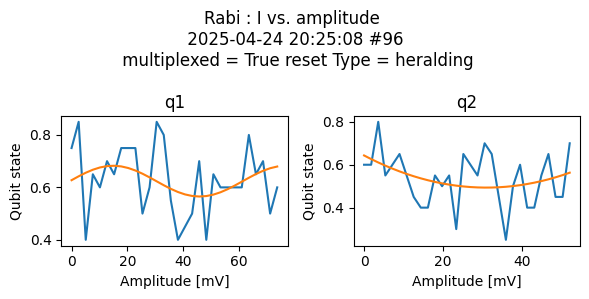 Rabi : I vs. amplitude
2025-04-24 20:25:08 #96
multiplexed = True reset Type = heralding
q1
q2
Qubit state
0.8
0.6
0.4
0 20 40 60
Amplitude [mV]
Qubit state
0.8
0.6
0.4
0 20 40
Amplitude [mV]